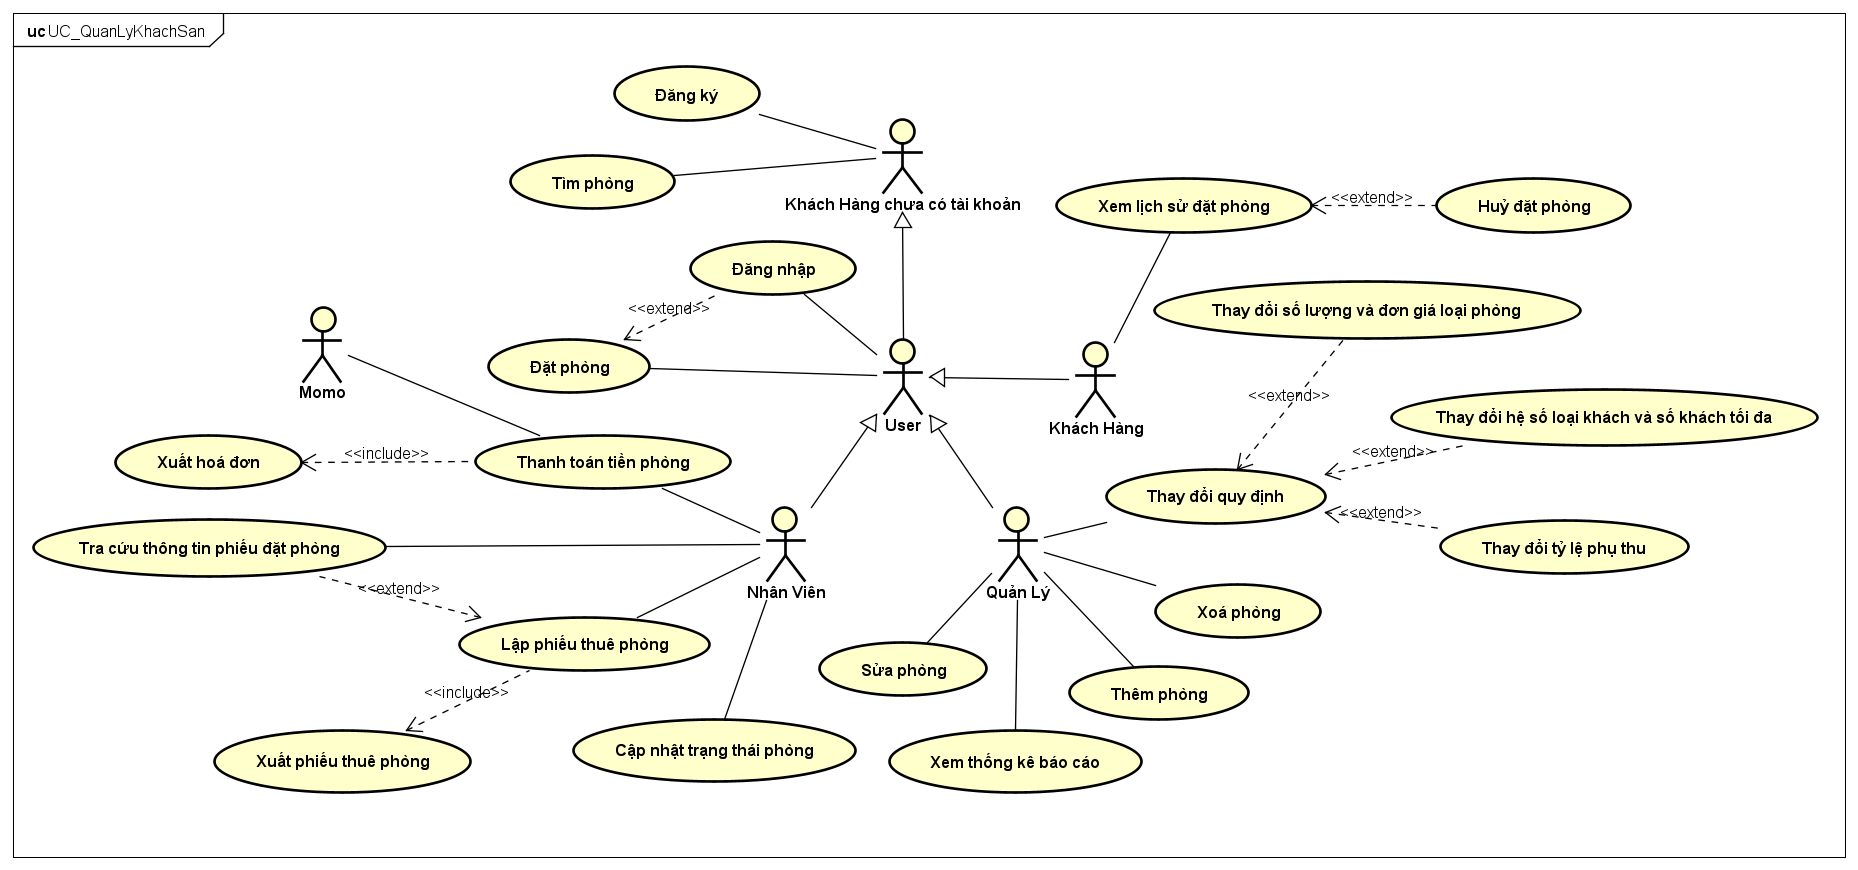 uc UC_QuanLyKhachSan
Đăng ký
Tìm phòng
Khách Hàng chưa có tài khoản
Xem lịch sử đặt phòng
<<extend>>
Huỷ đặt phòng
Đăng nhập
<<extend>>
Thay đổi số lượng và đơn giá loại phòng
Đặt phòng
Momo
User
Khách Hàng
<<extend>>
Thay đổi hệ số loại khách và số khách tối đa
<<extend>>
Xuất hoá đơn
<<include>>
Thanh toán tiền phòng
Thay đổi quy định
<<extend>>
Thay đổi tỷ lệ phụ thu
Tra cứu thông tin phiếu đặt phòng
<<extend>>
Nhân Viên
Quản Lý
Xoá phòng
Lập phiếu thuê phòng
Sửa phòng
Thêm phòng
<<include>>
Xuất phiếu thuê phòng
Cập nhật trạng thái phòng
Xem thống kê báo cáo